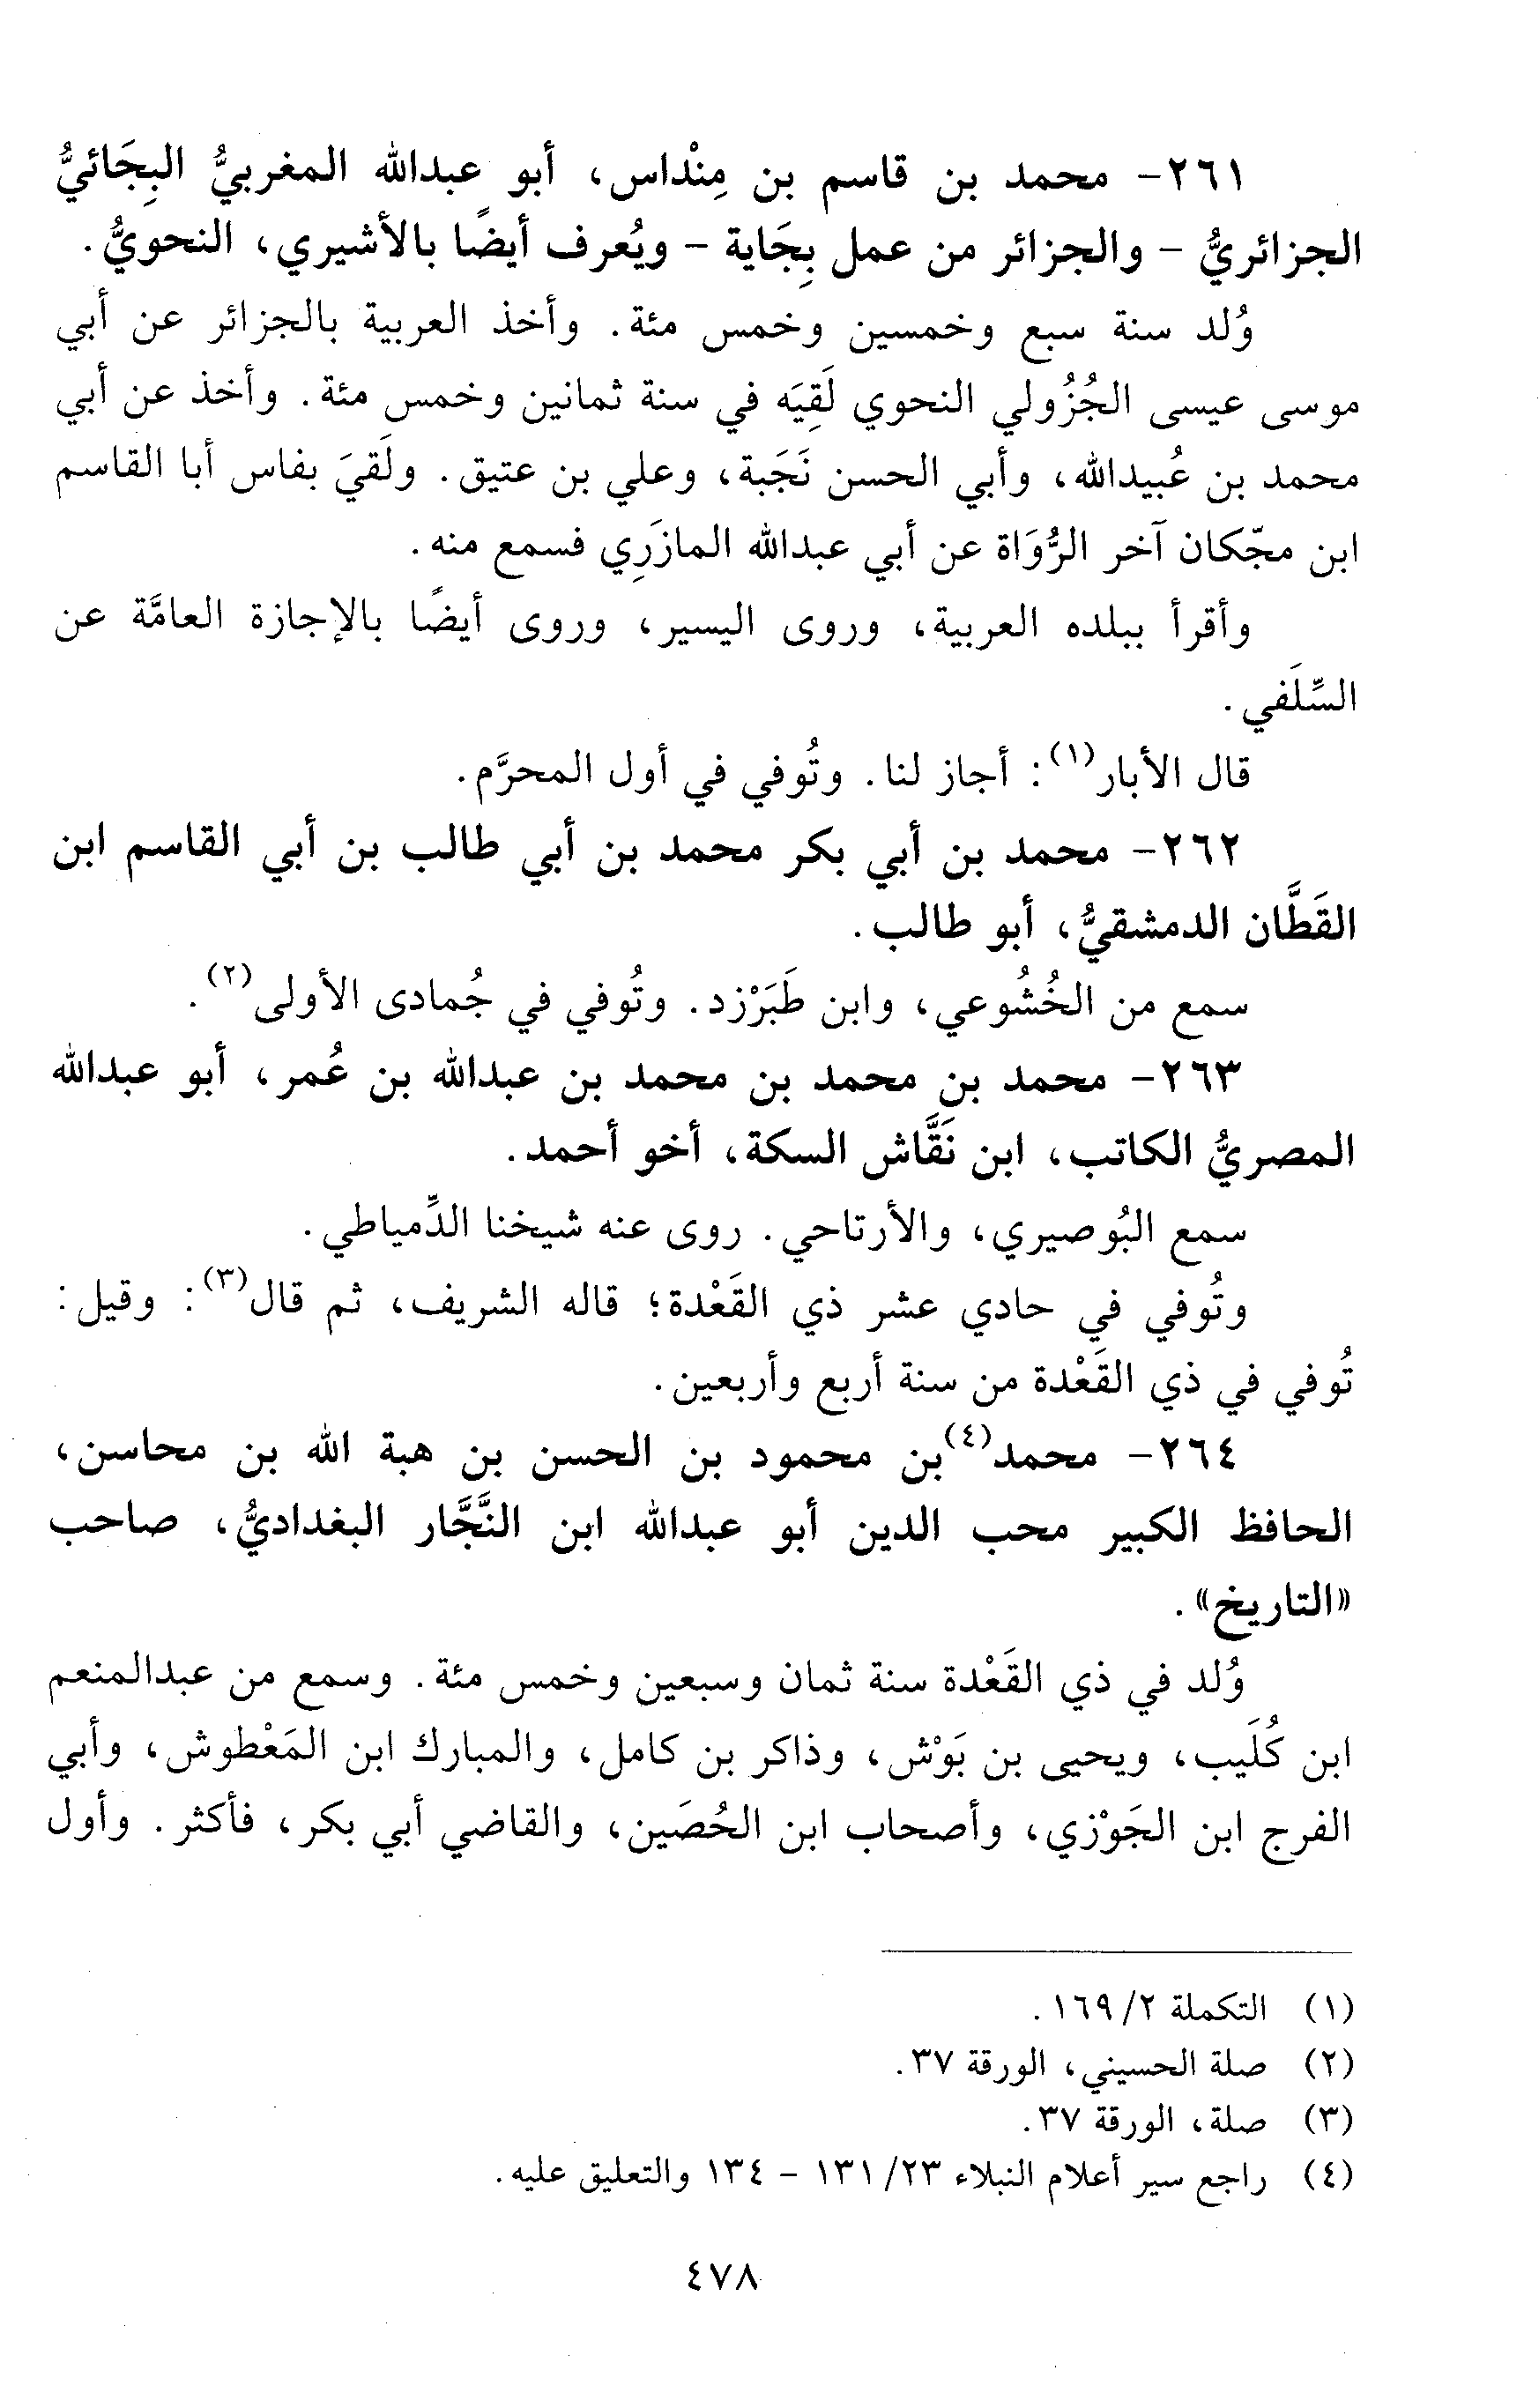 ٢٦١- محمد بن قاسم بن مِنْداس، أبو عبدالله المغربيُّ البِجَائيُّ
الجزائريُّ - والجزائر من عمل بِجَاية - ويُعرف أيضًا بالأشيري، النحويُّ.
وُلد سنة سبع وخمسين وخمس مئة. وأخذ العربية بالجزائر عن أبي
موسى عيسى الجُزُولي النحوي لَقِيَه في سنة ثمانين وخمس مئة. وأخذ عن أبي
محمد بن عُبيدالله، وأبي الحسن نَجَبة، وعلي بن عتيق. ولَقيَ بفاس أبا القاسم
ابن مجّكان آخر الرُّوَاة عن أبي عبدالله المازَرِي فسمع منه.
وأقرأ ببلده العربية، وروى اليسير، وروى أيضًا بالإجازة العامَّة عن
السِّلَفي.
قال الأبار(١): أجاز لنا. وتُوفي في أول المحرَّم.
٢٦٢- محمد بن أبي بكر محمد بن أبي طالب بن أبي القاسم ابن
القَطَّان الدمشقيُّ، أبو طالب.
سمع من الخُشُوعي، وابن طَبَرْزد. وتُوفي في جُمادى الأولى(٢).
٢٦٣- محمد بن محمد بن محمد بن عبدالله بن عُمر، أبو عبدالله
المصريُّ الكاتب، ابن نَقَّاش السكة، أخو أحمد.
سمع البُوصيري، والأرتاحي. روى عنه شيخنا الدِّمياطي.
وتُوفي في حادي عشر ذي القَعْدة؛ قاله الشريف، ثم قال(٣): وقيل:
تُوفي في ذي القَعْدة من سنة أربع وأربعين.
٢٦٤- محمد(٤) بن محمود بن الحسن بن هبة الله بن محاسن،
الحافظ الكبير محب الدين أبو عبدالله ابن النَّجَّار البغداديُّ، صاحب
«التاريخ».
وُلد في ذي القَعْدة سنة ثمان وسبعين وخمس مئة. وسمع من عبدالمنعم
ابن كُلَيب، ويحيى بن بَوْش، وذاكر بن كامل، والمبارك ابن المَعْطوش، وأبي
الفرج ابن الجَوْزي، وأصحاب ابن الحُصَين، والقاضي أبي بكر، فأكثر. وأول
(١) التكملة ٢/ ١٦٩.
(٢) صلة الحسيني، الورقة ٣٧.
(٣) صلة، الورقة ٣٧.
(٤) راجع سير أعلام النبلاء ٢٣/ ١٣١ - ١٣٤ والتعليق عليه.
٤٧٨